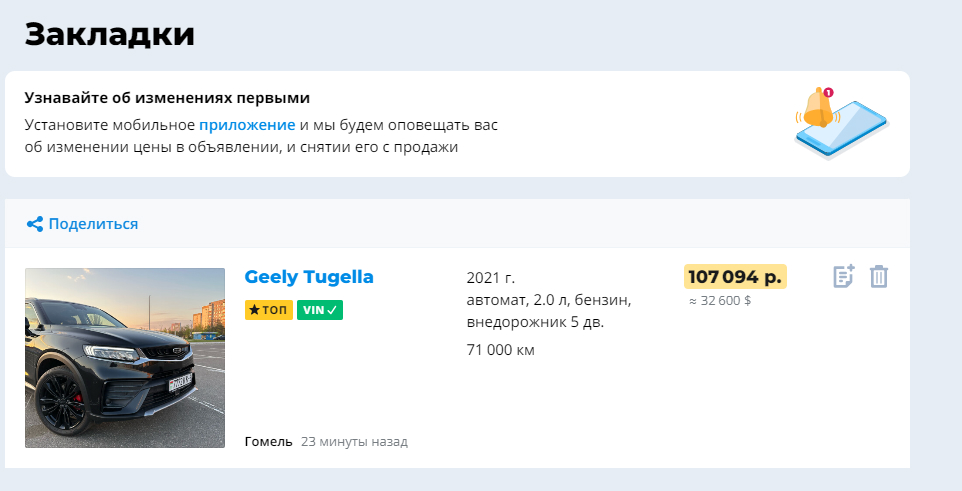 Закладки
Узнавайте об изменениях первыми
Установите мобильное приложение и мы будем оповещать вас
об изменении цены в объявлении, и снятии его с продажи
1
Поделиться
Geely Tugella
ТОП
VIN
2021 г.
автомат, 2.0 л, бензин,
внедорожник 5 дв.
71 000 км
107 094 р.
≈ 32 600 $
Гомель 23 минуты назад